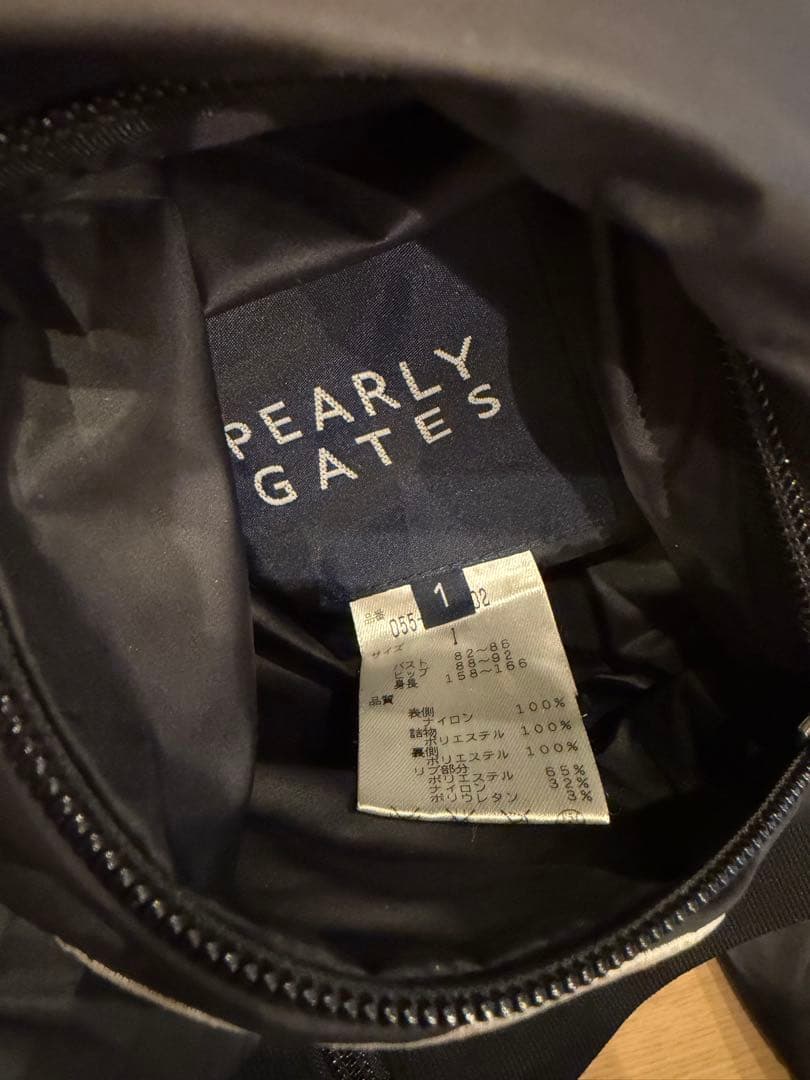 PEARLY
GATES
1
品番 055- 02
サイズ 1
バスト 82~86
ヒップ 88~92
身長 158~166
品質
表側
ナイロン 100%
詰物
ポリエステル 100%
裏側
ポリエステル 100%
リブ部分
ポリエステル 65%
ナイロン 32%
ポリウレタン 3%